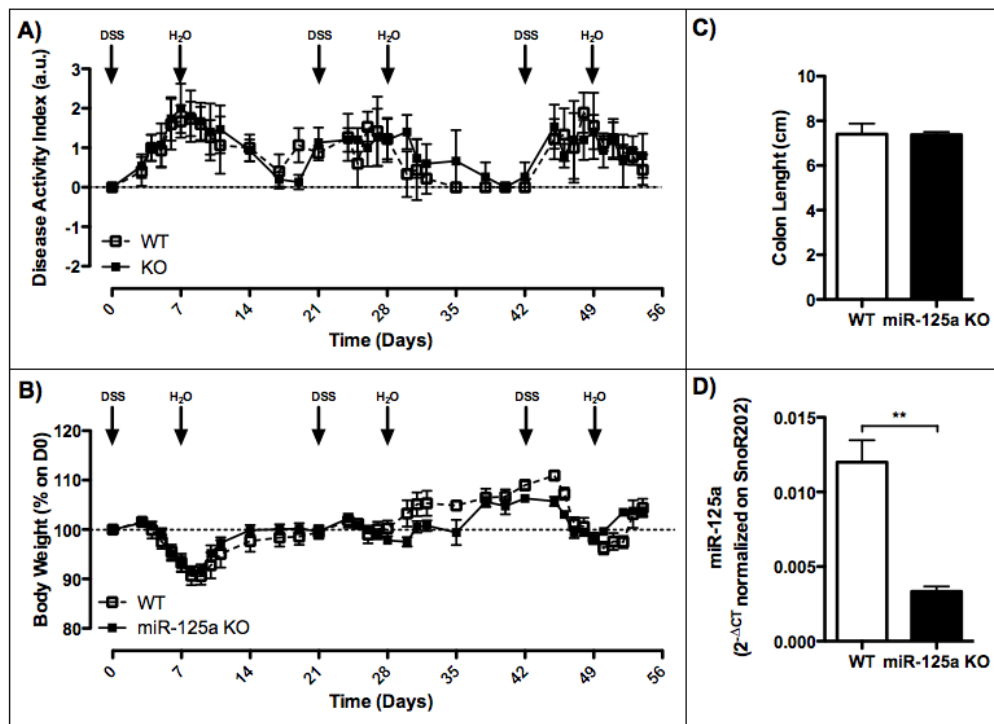 A)
DSS H₂O DSS H₂O DSS H₂O
Disease Activity Index (a.u.)
3
2
1
0
-1
-2
WT
KO
0 7 14 21 28 35 42 49 56
Time (Days)
B)
DSS H₂O DSS H₂O DSS H₂O
Body Weight (% on D0)
120
110
100
90
80
WT
miR-125a KO
0 7 14 21 28 35 42 49 56
Time (Days)
C)
Colon Lenght (cm)
10
8
6
4
2
0
WT miR-125a KO
D)
miR-125a
(2^-ΔCT normalized on SnoR202)
0.015
0.010
0.005
0.000
**
WT miR-125a KO